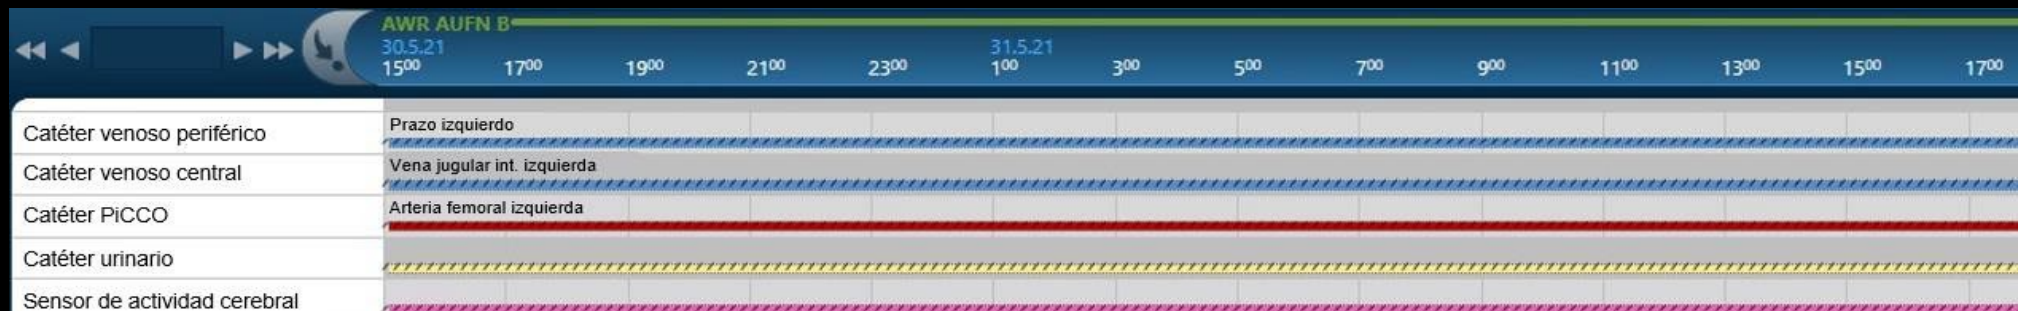 AWR AUFN B
30.5.21 31.5.21
15⁰⁰ 17⁰⁰ 19⁰⁰ 21⁰⁰ 23⁰⁰ 1⁰⁰ 3⁰⁰ 5⁰⁰ 7⁰⁰ 9⁰⁰ 11⁰⁰ 13⁰⁰ 15⁰⁰ 17⁰⁰
Catéter venoso periférico Prazo izquierdo
Catéter venoso central Vena jugular int. izquierda
Catéter PiCCO Arteria femoral izquierda
Catéter urinario
Sensor de actividad cerebral